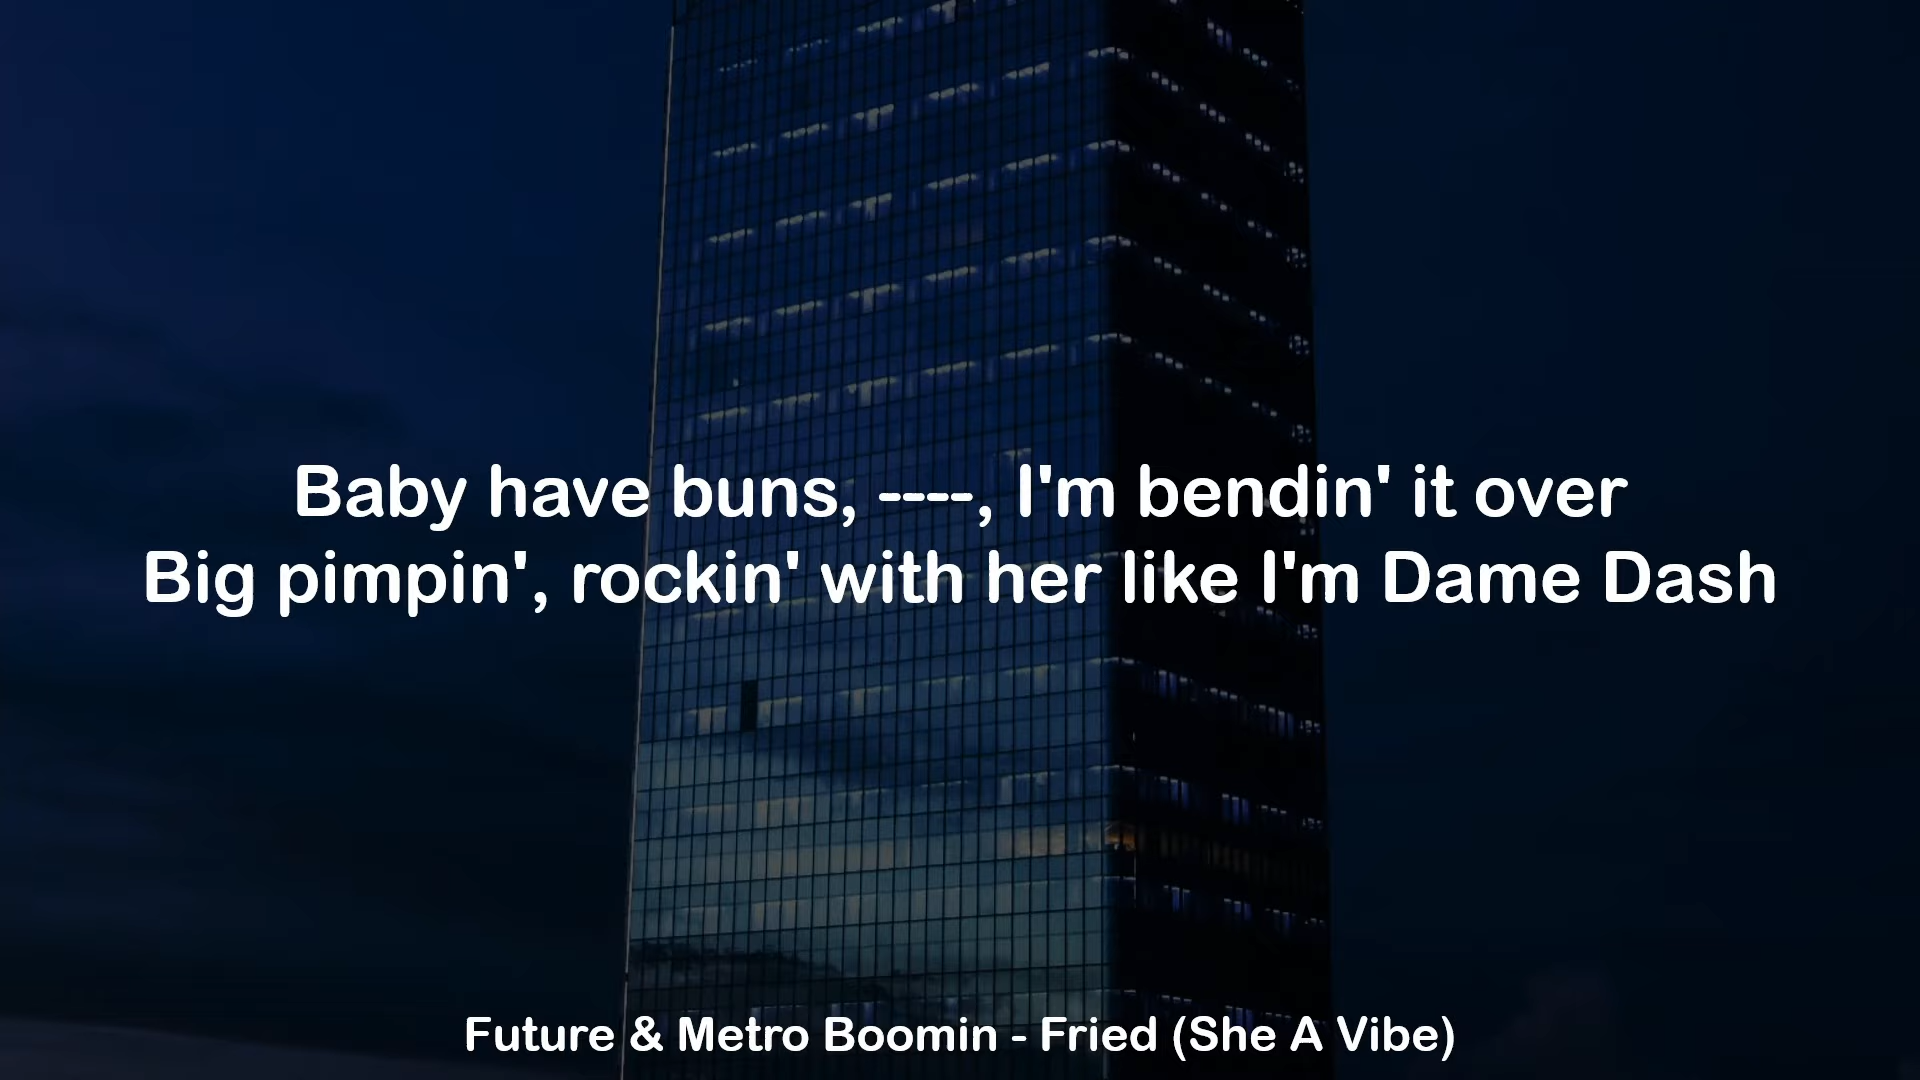 Baby have buns, ----, I'm bendin' it over
Big pimpin', rockin' with her like I'm Dame Dash
Future & Metro Boomin - Fried (She A Vibe)